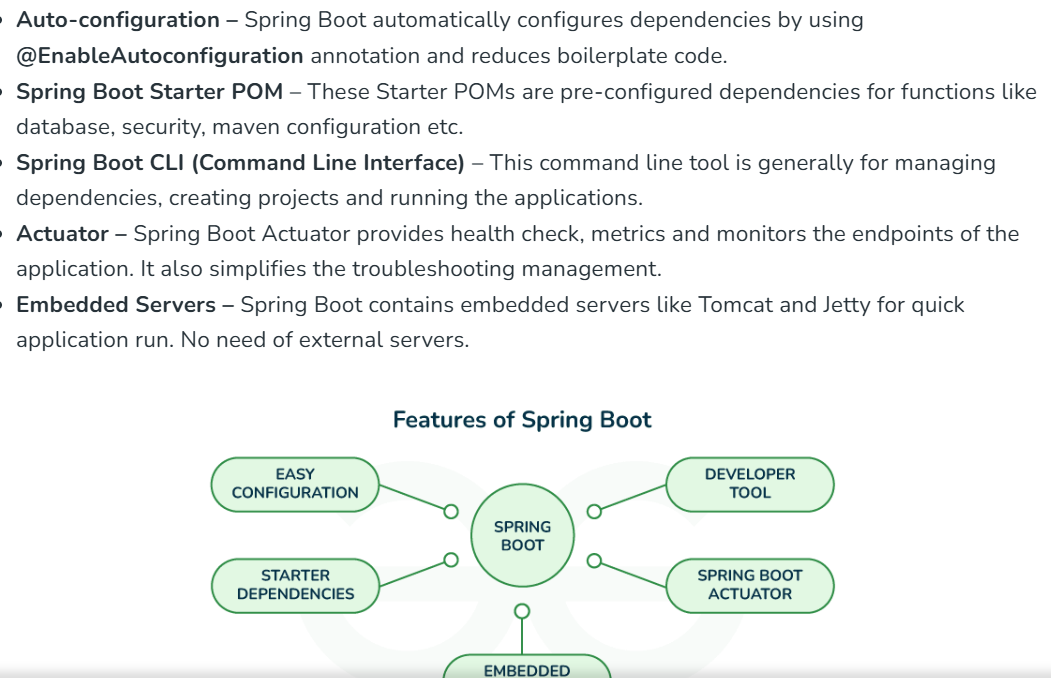 • Auto-configuration – Spring Boot automatically configures dependencies by using
@EnableAutoconfiguration annotation and reduces boilerplate code.
• Spring Boot Starter POM – These Starter POMs are pre-configured dependencies for functions like
database, security, maven configuration etc.
• Spring Boot CLI (Command Line Interface) – This command line tool is generally for managing
dependencies, creating projects and running the applications.
• Actuator – Spring Boot Actuator provides health check, metrics and monitors the endpoints of the
application. It also simplifies the troubleshooting management.
• Embedded Servers – Spring Boot contains embedded servers like Tomcat and Jetty for quick
application run. No need of external servers.
Features of Spring Boot
EASY
CONFIGURATION
DEVELOPER
TOOL
SPRING
BOOT
STARTER
DEPENDENCIES
SPRING BOOT
ACTUATOR
EMBEDDED